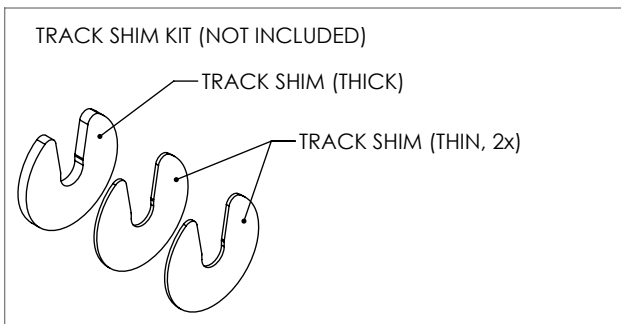 TRACK SHIM KIT (NOT INCLUDED)
TRACK SHIM (THICK)
TRACK SHIM (THIN, 2x)